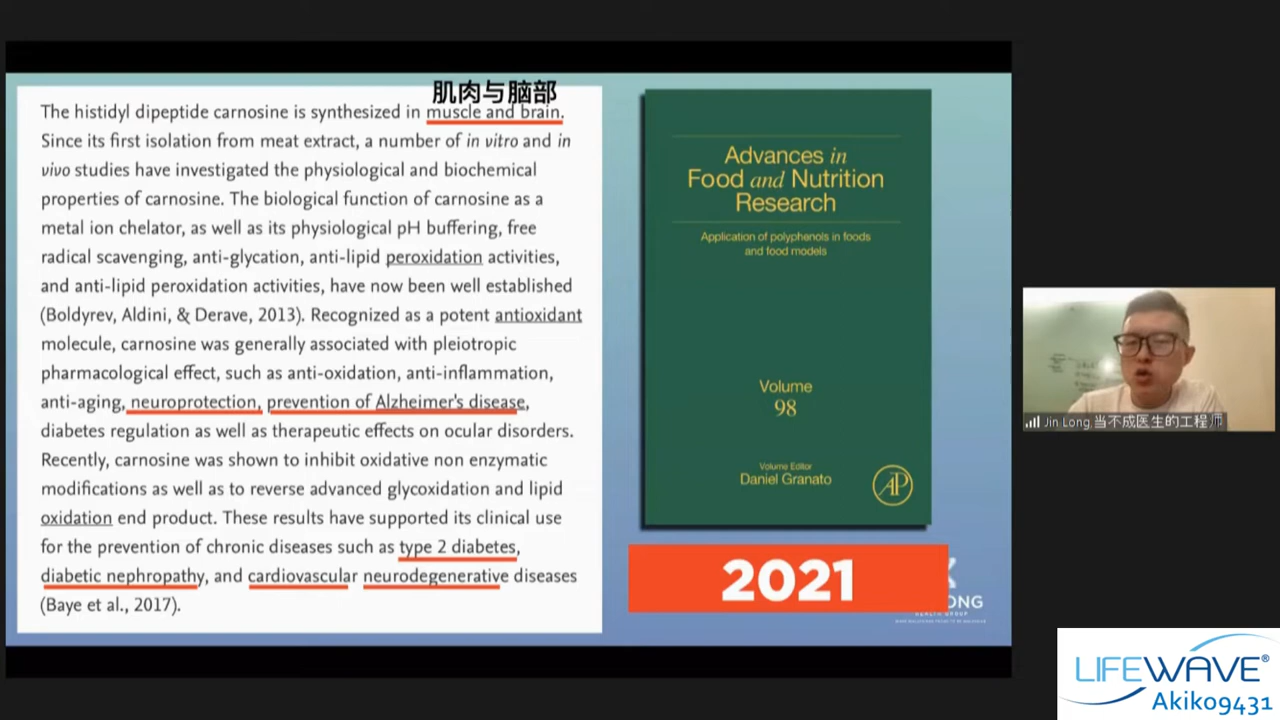 肌肉与脑部
The histidyl dipeptide carnosine is synthesized in muscle and brain.
Since its first isolation from meat extract, a number of in vitro and in
vivo studies have investigated the physiological and biochemical
properties of carnosine. The biological function of carnosine as a
metal ion chelator, as well as its physiological pH buffering, free
radical scavenging, anti-glycation, anti-lipid peroxidation activities,
and anti-lipid peroxidation activities, have now been well established
(Boldyrev, Aldini, & Derave, 2013). Recognized as a potent antioxidant
molecule, carnosine was generally associated with pleiotropic
pharmacological effect, such as anti-oxidation, anti-inflammation,
anti-aging, neuroprotection, prevention of Alzheimer's disease,
diabetes regulation as well as therapeutic effects on ocular disorders.
Recently, carnosine was shown to inhibit oxidative non enzymatic
modifications as well as to reverse advanced glycoxidation and lipid
oxidation end product. These results have supported its clinical use
for the prevention of chronic diseases such as type 2 diabetes,
diabetic nephropathy, and cardiovascular neurodegenerative diseases
(Baye et al., 2017).
Advances in
Food and Nutrition
Research
Application of polyphenols in foods
and food models
Volume
98
Volume Editor
Daniel Granato
AP
2021
ONG
HEALTH GROUP
Jin Long 当不成医生的工程师
LIFEWAVE®
Akiko9431